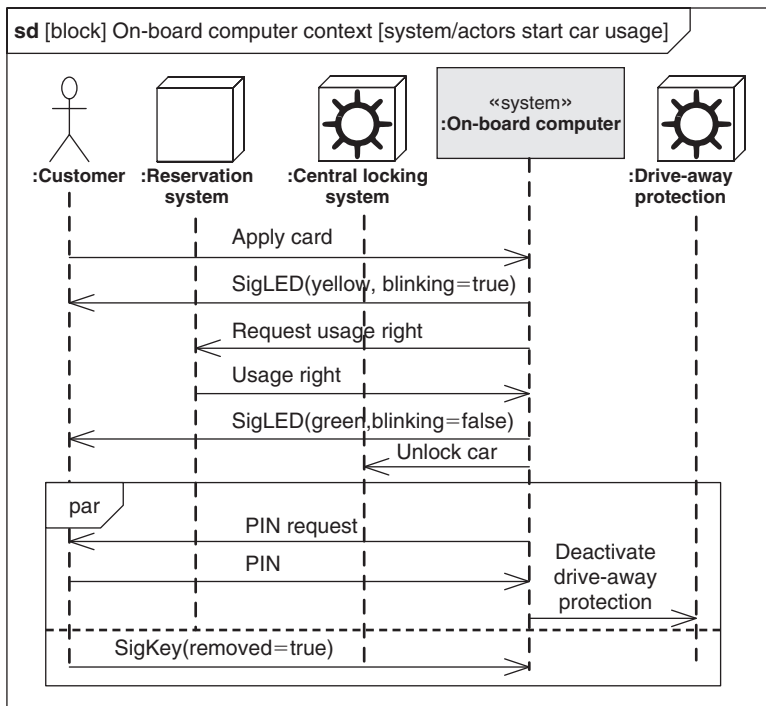 sd [block] On-board computer context [system/actors start car usage]
«system»
:On-board computer
:Customer
:Reservation
system
:Central locking
system
:Drive-away
protection
Apply card
SigLED(yellow, blinking=true)
Request usage right
Usage right
SigLED(green,blinking=false)
Unlock car
par
PIN request
PIN
Deactivate
drive-away
protection
SigKey(removed=true)